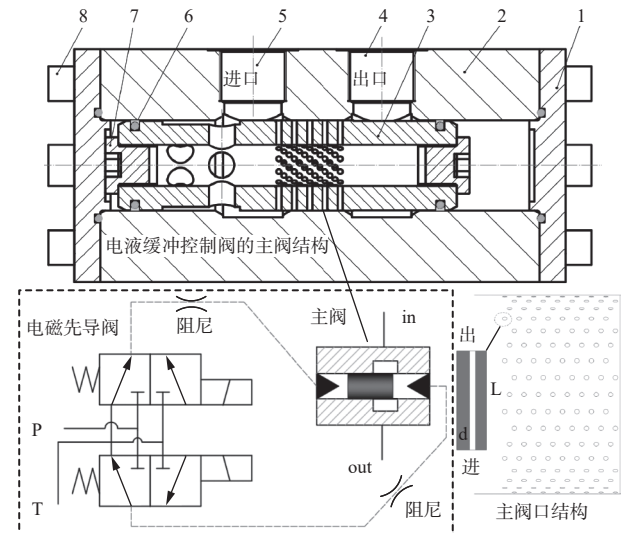 8 7 6 5 4 3 2 1
进口 出口
电液缓冲控制阀的主阀结构
电磁先导阀
阻尼
主阀 in
出
L
P
d
out
进
T
阻尼
主阀口结构